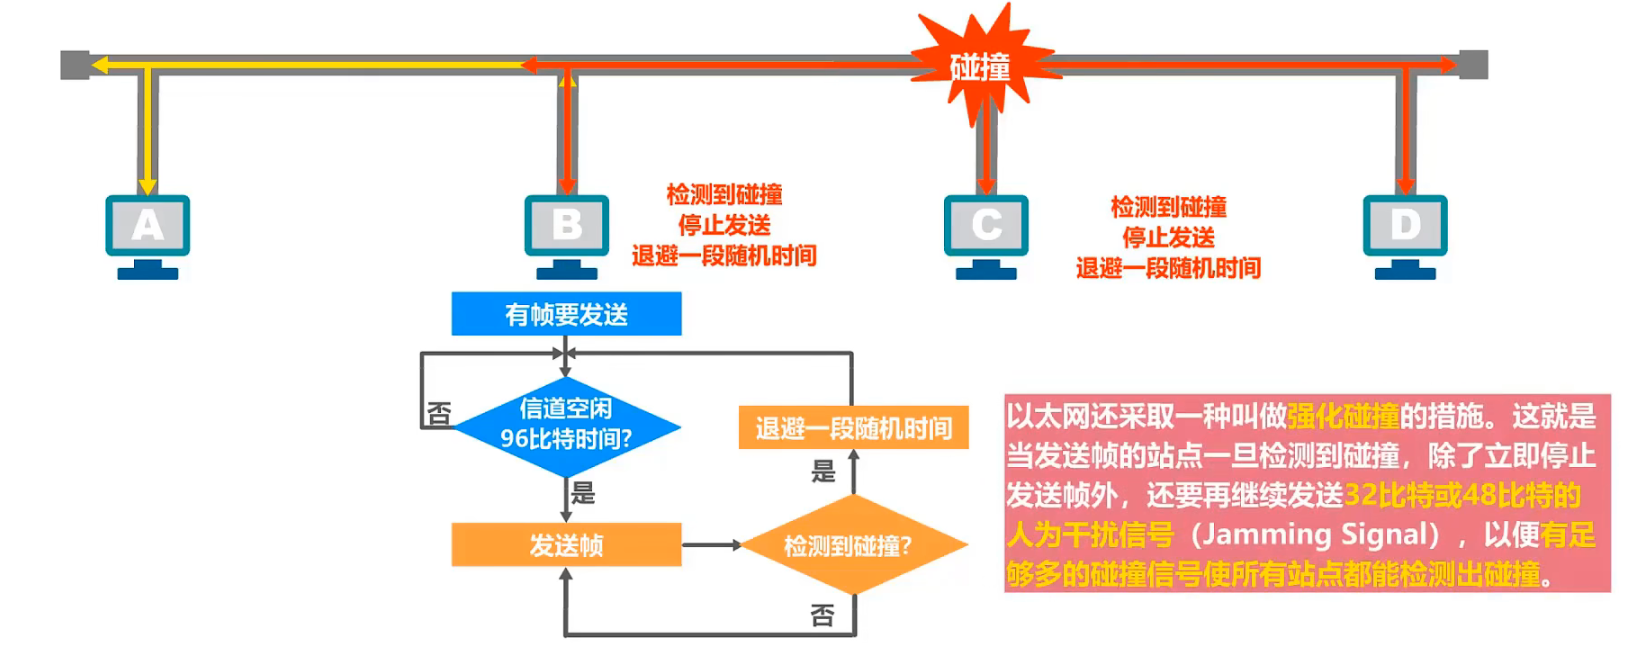 碰撞
A
B
C
D
检测到碰撞
停止发送
退避一段随机时间
检测到碰撞
停止发送
退避一段随机时间
有帧要发送
信道空闲
96比特时间?
否
是
发送帧
检测到碰撞?
是
否
退避一段随机时间
以太网还采取一种叫做强化碰撞的措施。这就是
当发送帧的站点一旦检测到碰撞，除了立即停止
发送帧外，还要再继续发送32比特或48比特的
人为干扰信号（Jamming Signal），以便有足
够多的碰撞信号使所有站点都能检测出碰撞。